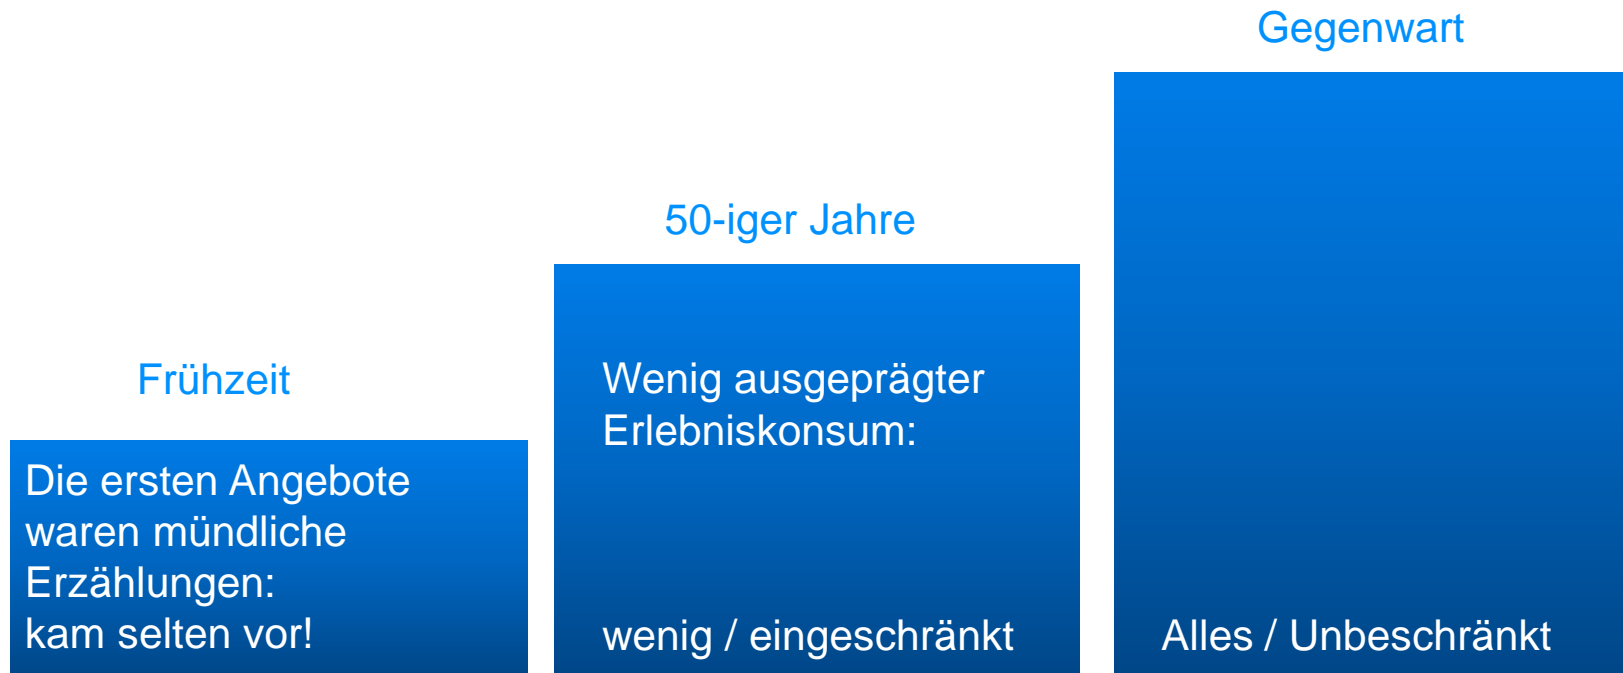 Frühzeit
Die ersten Angebote
waren mündliche
Erzählungen:
kam selten vor!
50-iger Jahre
Wenig ausgeprägter
Erlebniskonsum:
wenig / eingeschränkt
Gegenwart
Alles / Unbeschränkt